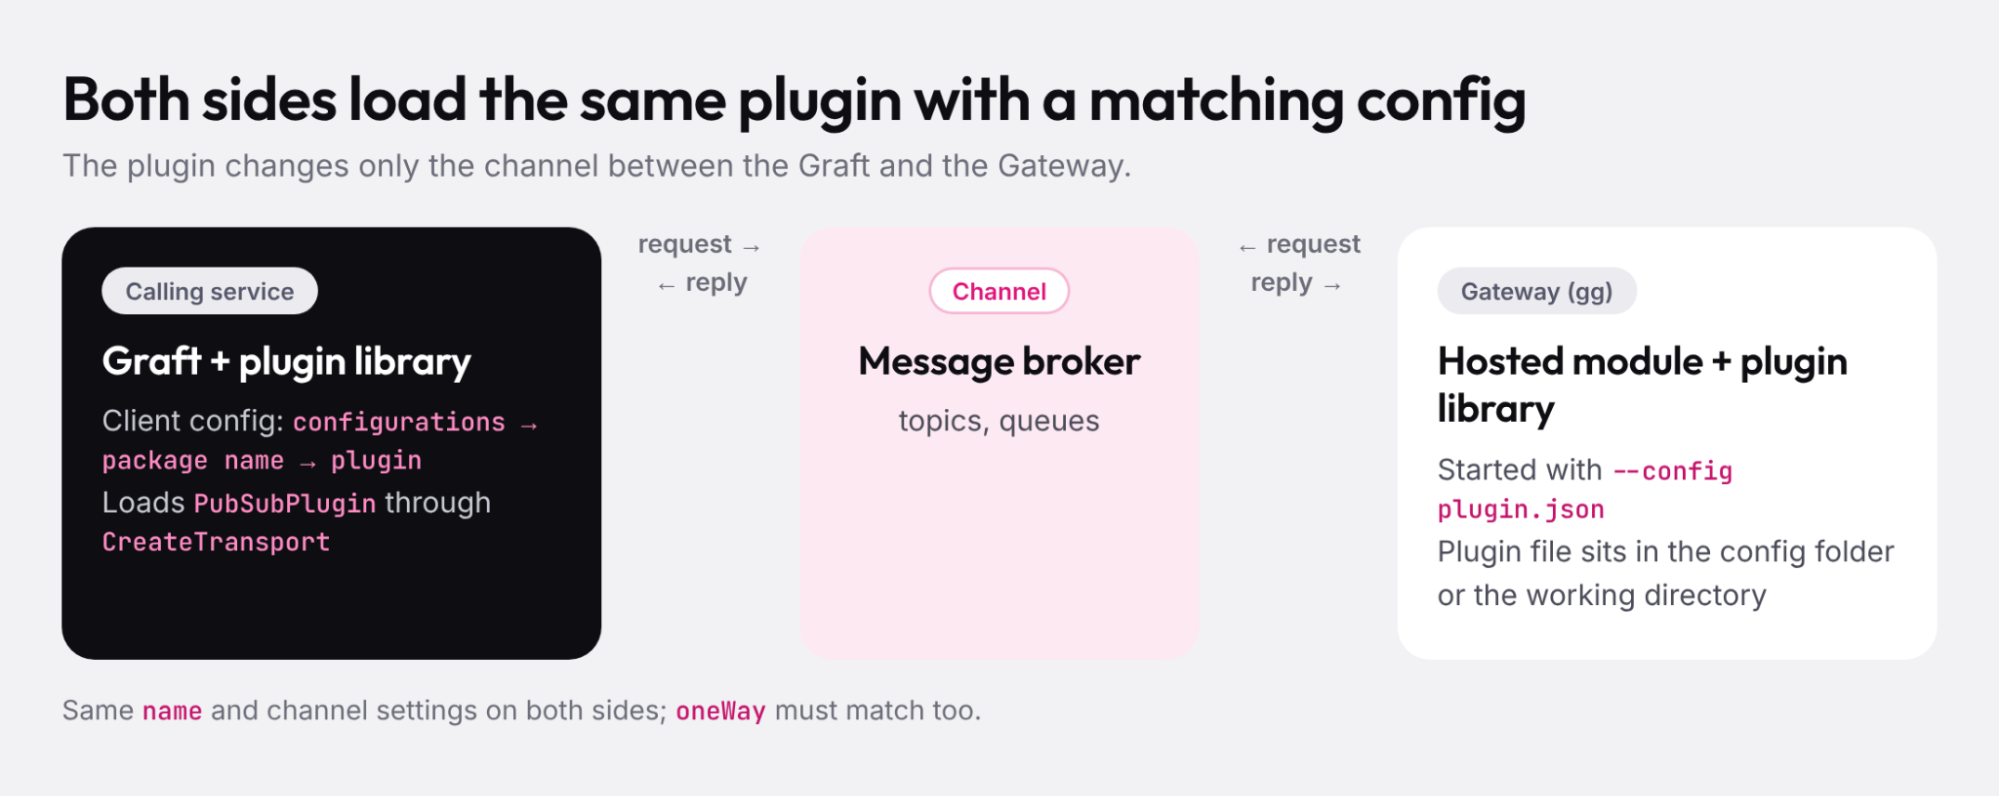 Both sides load the same plugin with a matching config
The plugin changes only the channel between the Graft and the Gateway.
Calling service
Graft + plugin library
Client config: configurations →
package name → plugin
Loads PubSubPlugin through
CreateTransport
request →
← reply
Channel
Message broker
topics, queues
← request
reply →
Gateway (gg)
Hosted module + plugin
library
Started with --config
plugin.json
Plugin file sits in the config folder
or the working directory
Same name and channel settings on both sides; oneWay must match too.